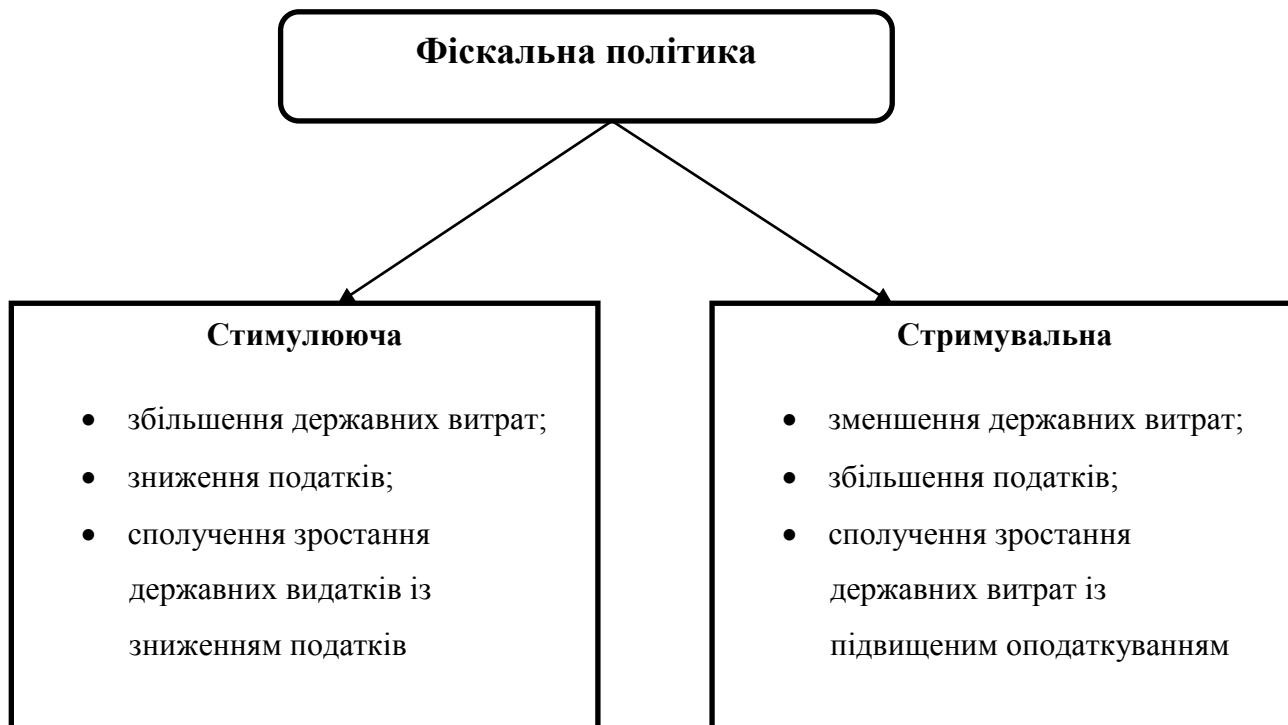 Фіскальна політика
Стимулююча
• збільшення державних витрат;
• зниження податків;
• сполучення зростання
державних видатків із
зниженням податків
Стримувальна
• зменшення державних витрат;
• збільшення податків;
• сполучення зростання
державних витрат із
підвищеним оподаткуванням